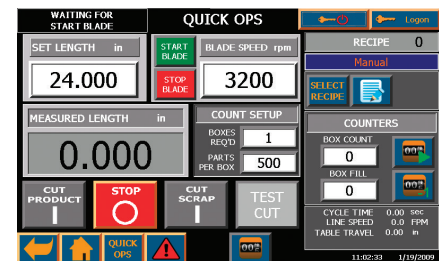 WAITING FOR
START BLADE
QUICK OPS
Logon
SET LENGTH in
24.000
START
BLADE
STOP
BLADE
BLADE SPEED rpm
3200
RECIPE 0
Manual
SELECT
RECIPE
MEASURED LENGTH in
0.000
COUNT SETUP
BOXES
REQ'D
1
PARTS
PER BOX
500
COUNTERS
BOX COUNT
0
BOX FILL
0
CUT
PRODUCT
STOP
CUT
SCRAP
TEST
CUT
CYCLE TIME 0.00 sec
LINE SPEED 0.0 FPM
TABLE TRAVEL 0.00 in
QUICK
OPS
11:02:33 1/19/2009